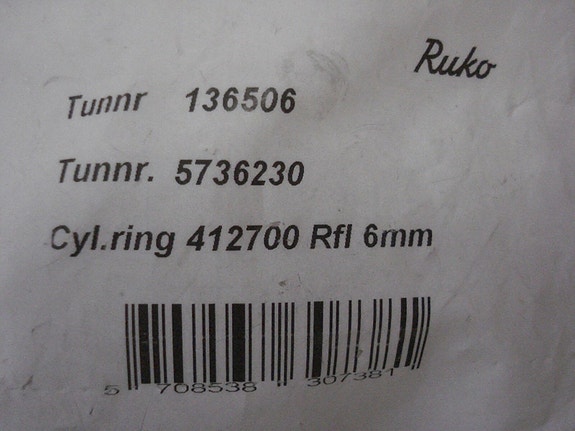 Ruko
Tunnr 136506
Tunnr. 5736230
Cyl.ring 412700 Rfl 6mm
5 708538 307381